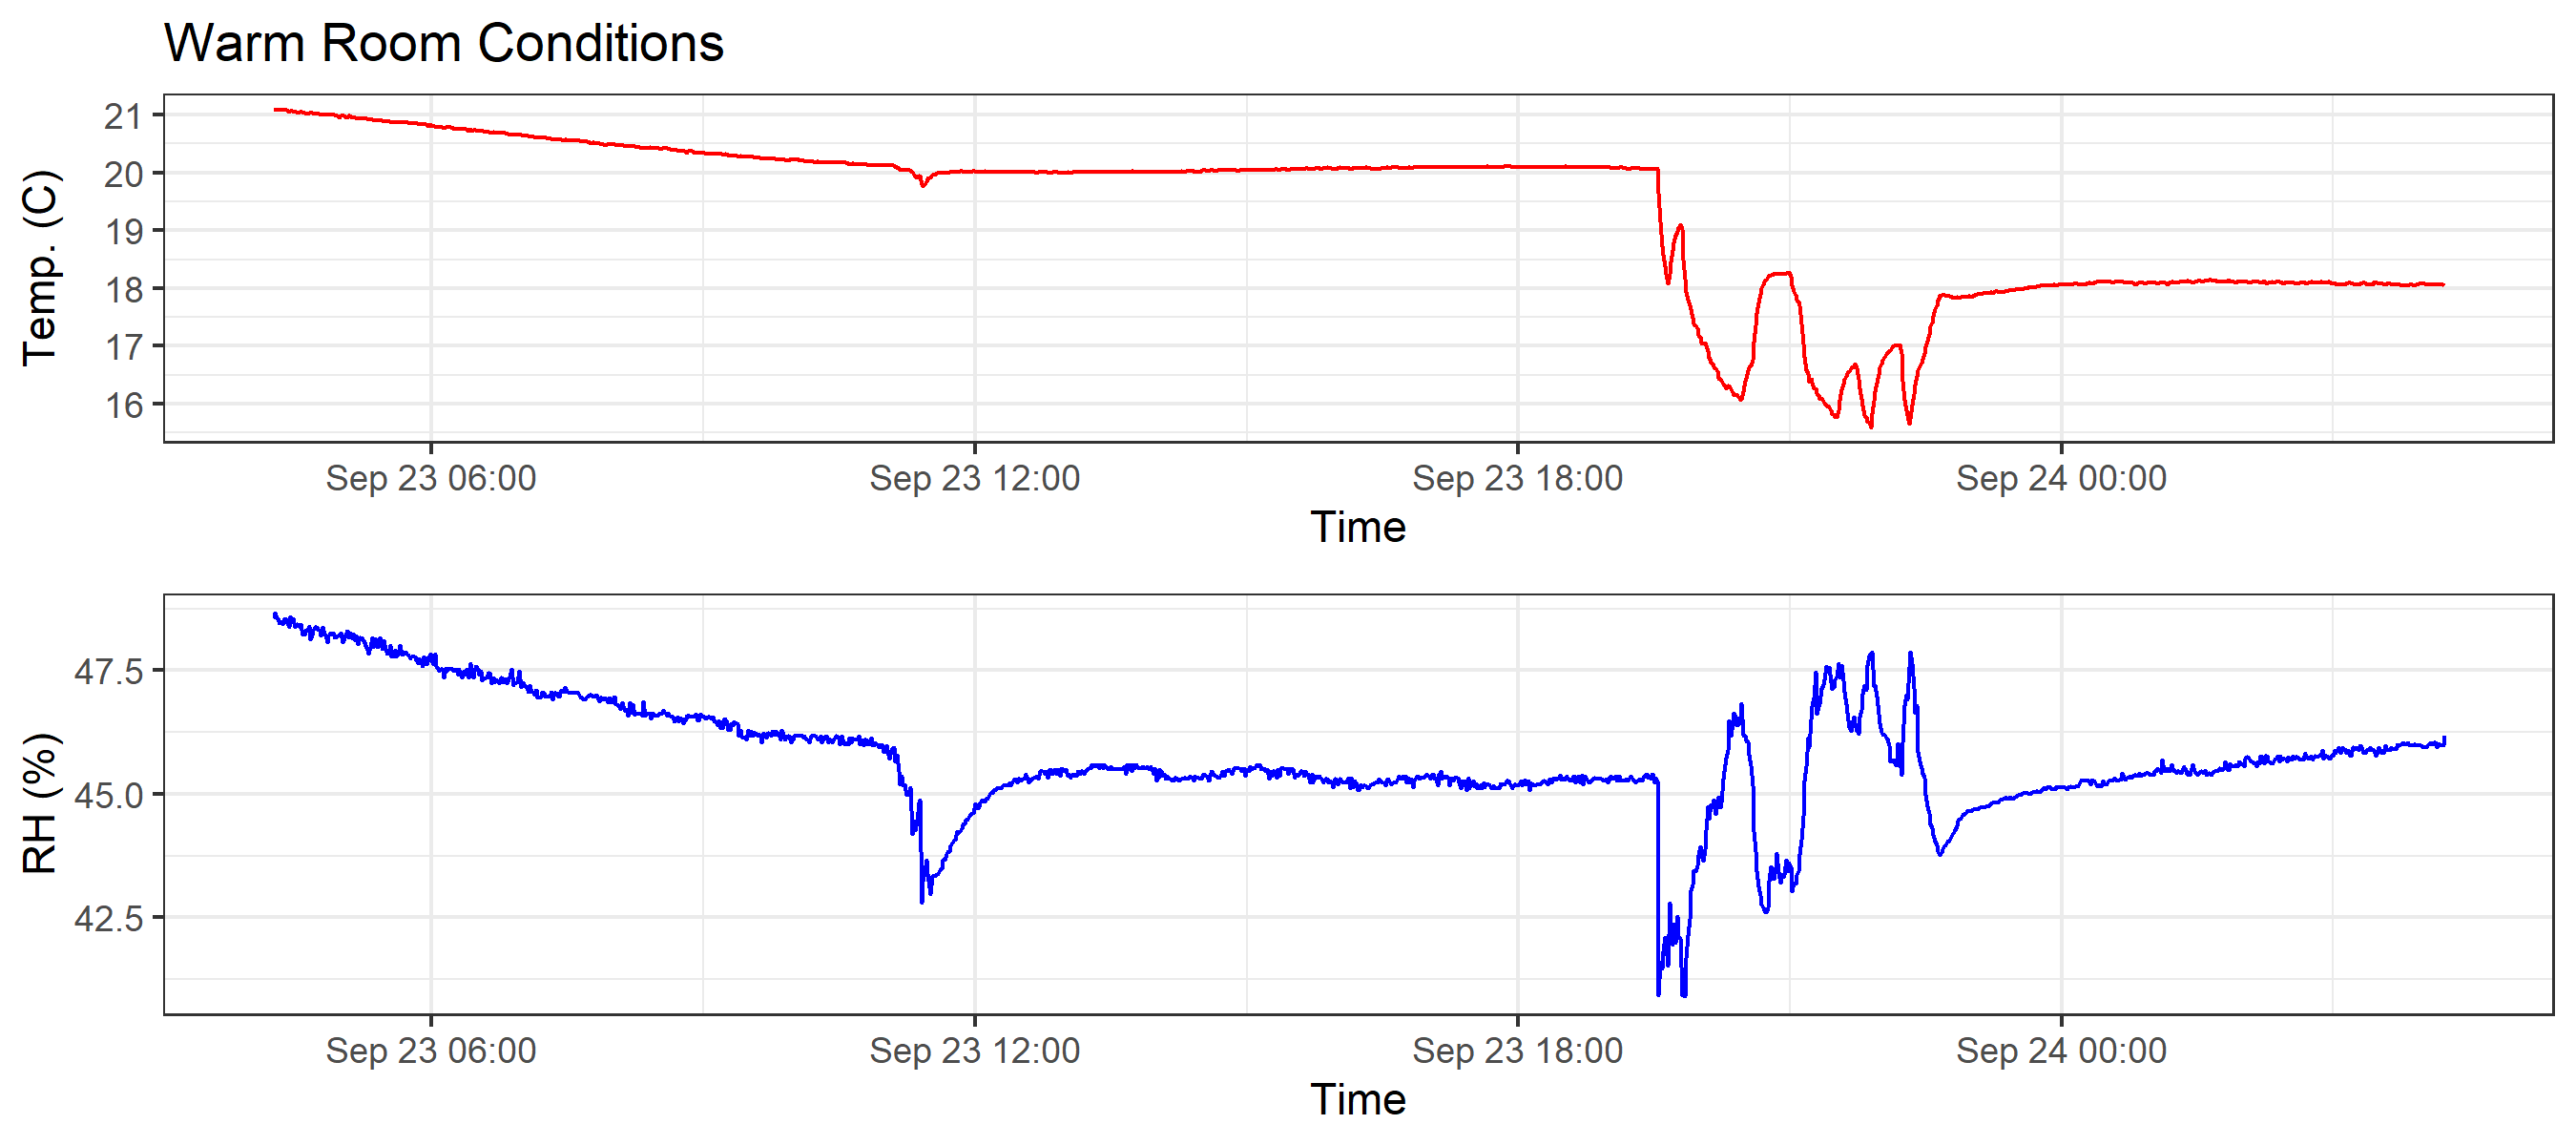 Warm Room Conditions
Temp. (C)
21
20
19
18
17
16
Sep 23 06:00 Sep 23 12:00 Sep 23 18:00 Sep 24 00:00
Time
RH (%)
47.5
45.0
42.5
Sep 23 06:00 Sep 23 12:00 Sep 23 18:00 Sep 24 00:00
Time